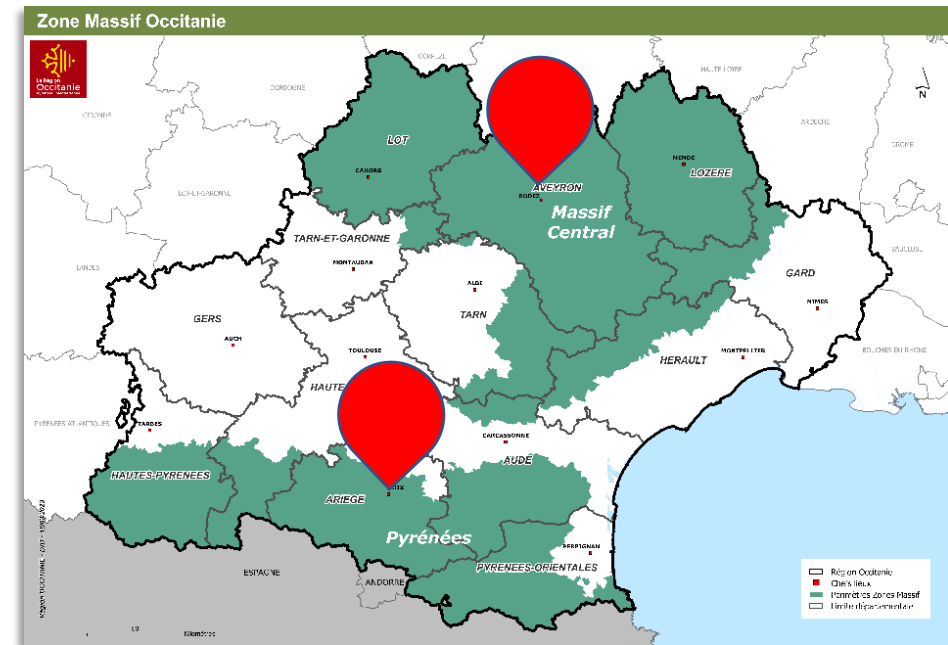 Zone Massif Occitanie
La Région
Occitanie
CORREZE
HAUTE LOIRE
DORDOGNE
GIRONDE
ARDECHE
N
DROME
LOT
MENDE
LOZERE
CAHORS
LOT-ET-GARONNE
AVEYRON
RODEZ
Massif
Central
TARN-ET-GARONNE
VAUCLUSE
MONTAUBAN
LANDES
GARD
ALBI
NIMES
TARN
GERS
AUCH
TOULOUSE
MONTPELLIER
BOUCHES DU RHONE
HERAULT
HAUTE
PYRENEES ATLANTIQUES
TARBES
CARCASSONNE
AUDE
HAUTES-PYRENEES
ARIEGE
Pyrénées
PERPIGNAN
PYRENEES-ORIENTALES
ESPAGNE
ANDORRE
Région Occitanie
Chefs lieux
Périmètres Zones Massif
Limite départementale
Kilomètres